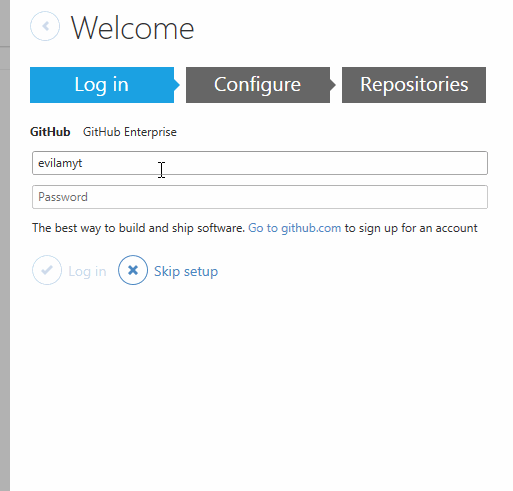 Welcome
Log in Configure Repositories
GitHub GitHub Enterprise
evilamyt
Password
The best way to build and ship software. Go to github.com to sign up for an account
Log in Skip setup